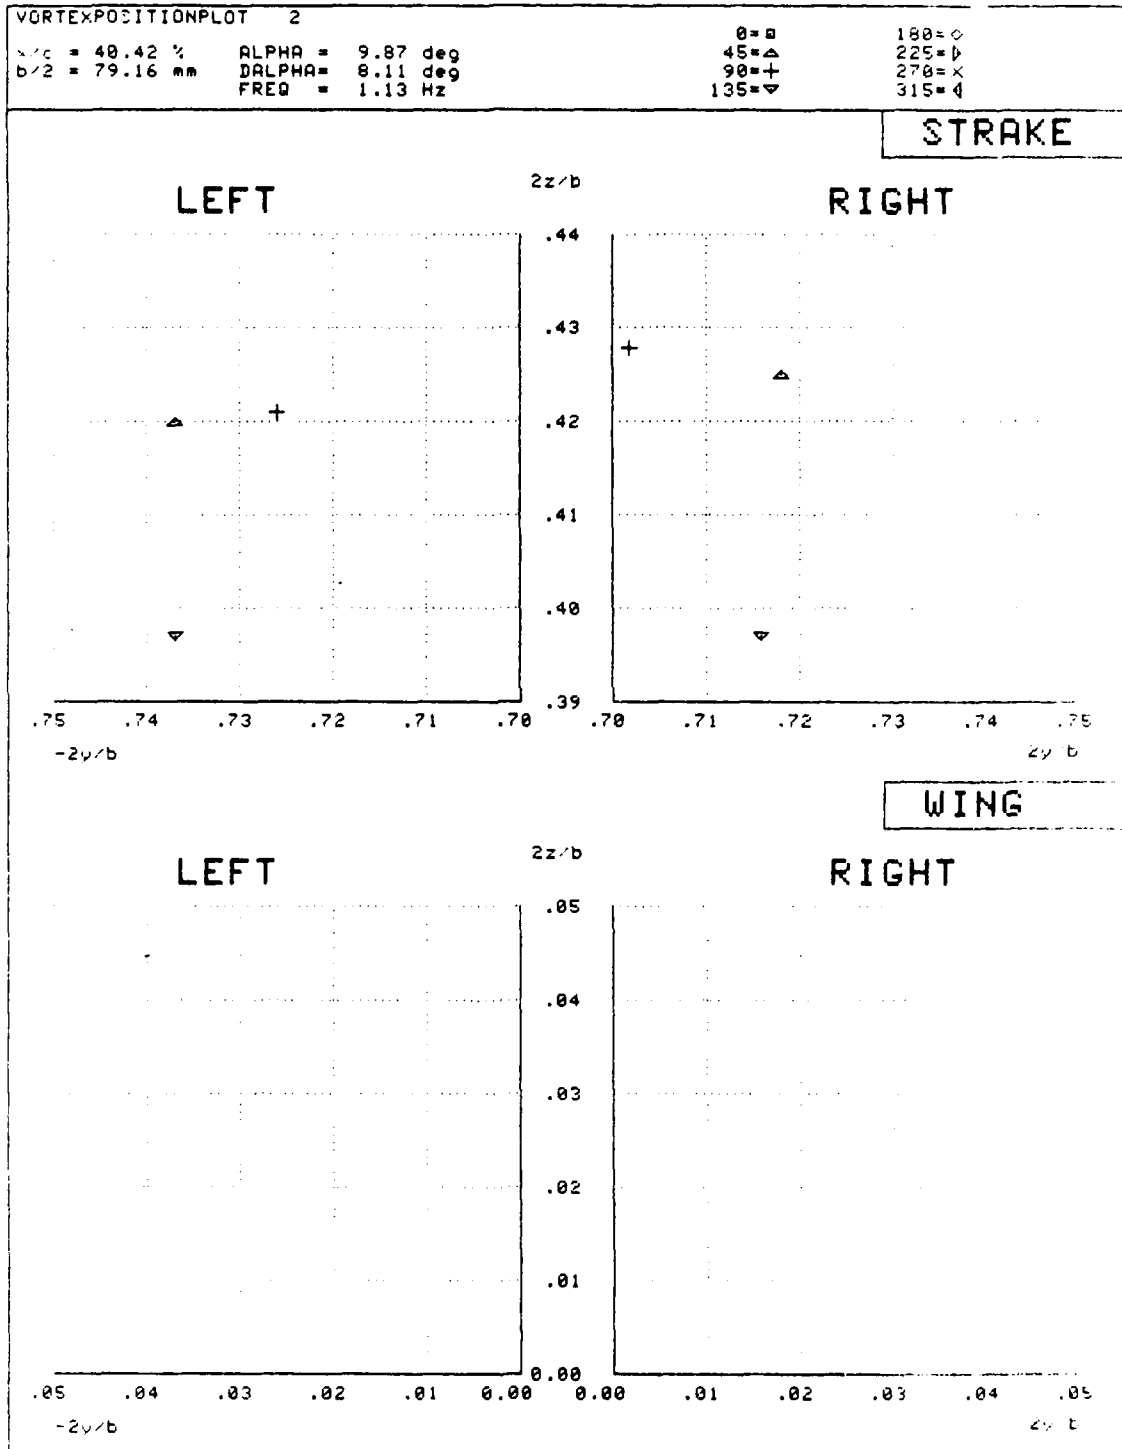 VORTEXPOSITIONPLOT 2
x/c = 40.42 % ALPHA = 9.87 deg 0= 180=
b/2 = 79.16 mm DALPHA= 8.11 deg 45= 225=
FREQ = 1.13 Hz 90= 270=
135= 315=
STRAKE
2z/b
LEFT RIGHT
.44
.43
.42
.41
.40
.39
.75 .74 .73 .72 .71 .70 .70 .71 .72 .73 .74 .75
-2y/b 2y b
WING
2z/b
LEFT RIGHT
.05
.04
.03
.02
.01
0.00
.05 .04 .03 .02 .01 0.00 0.00 .01 .02 .03 .04 .05
-2y/b 2y b